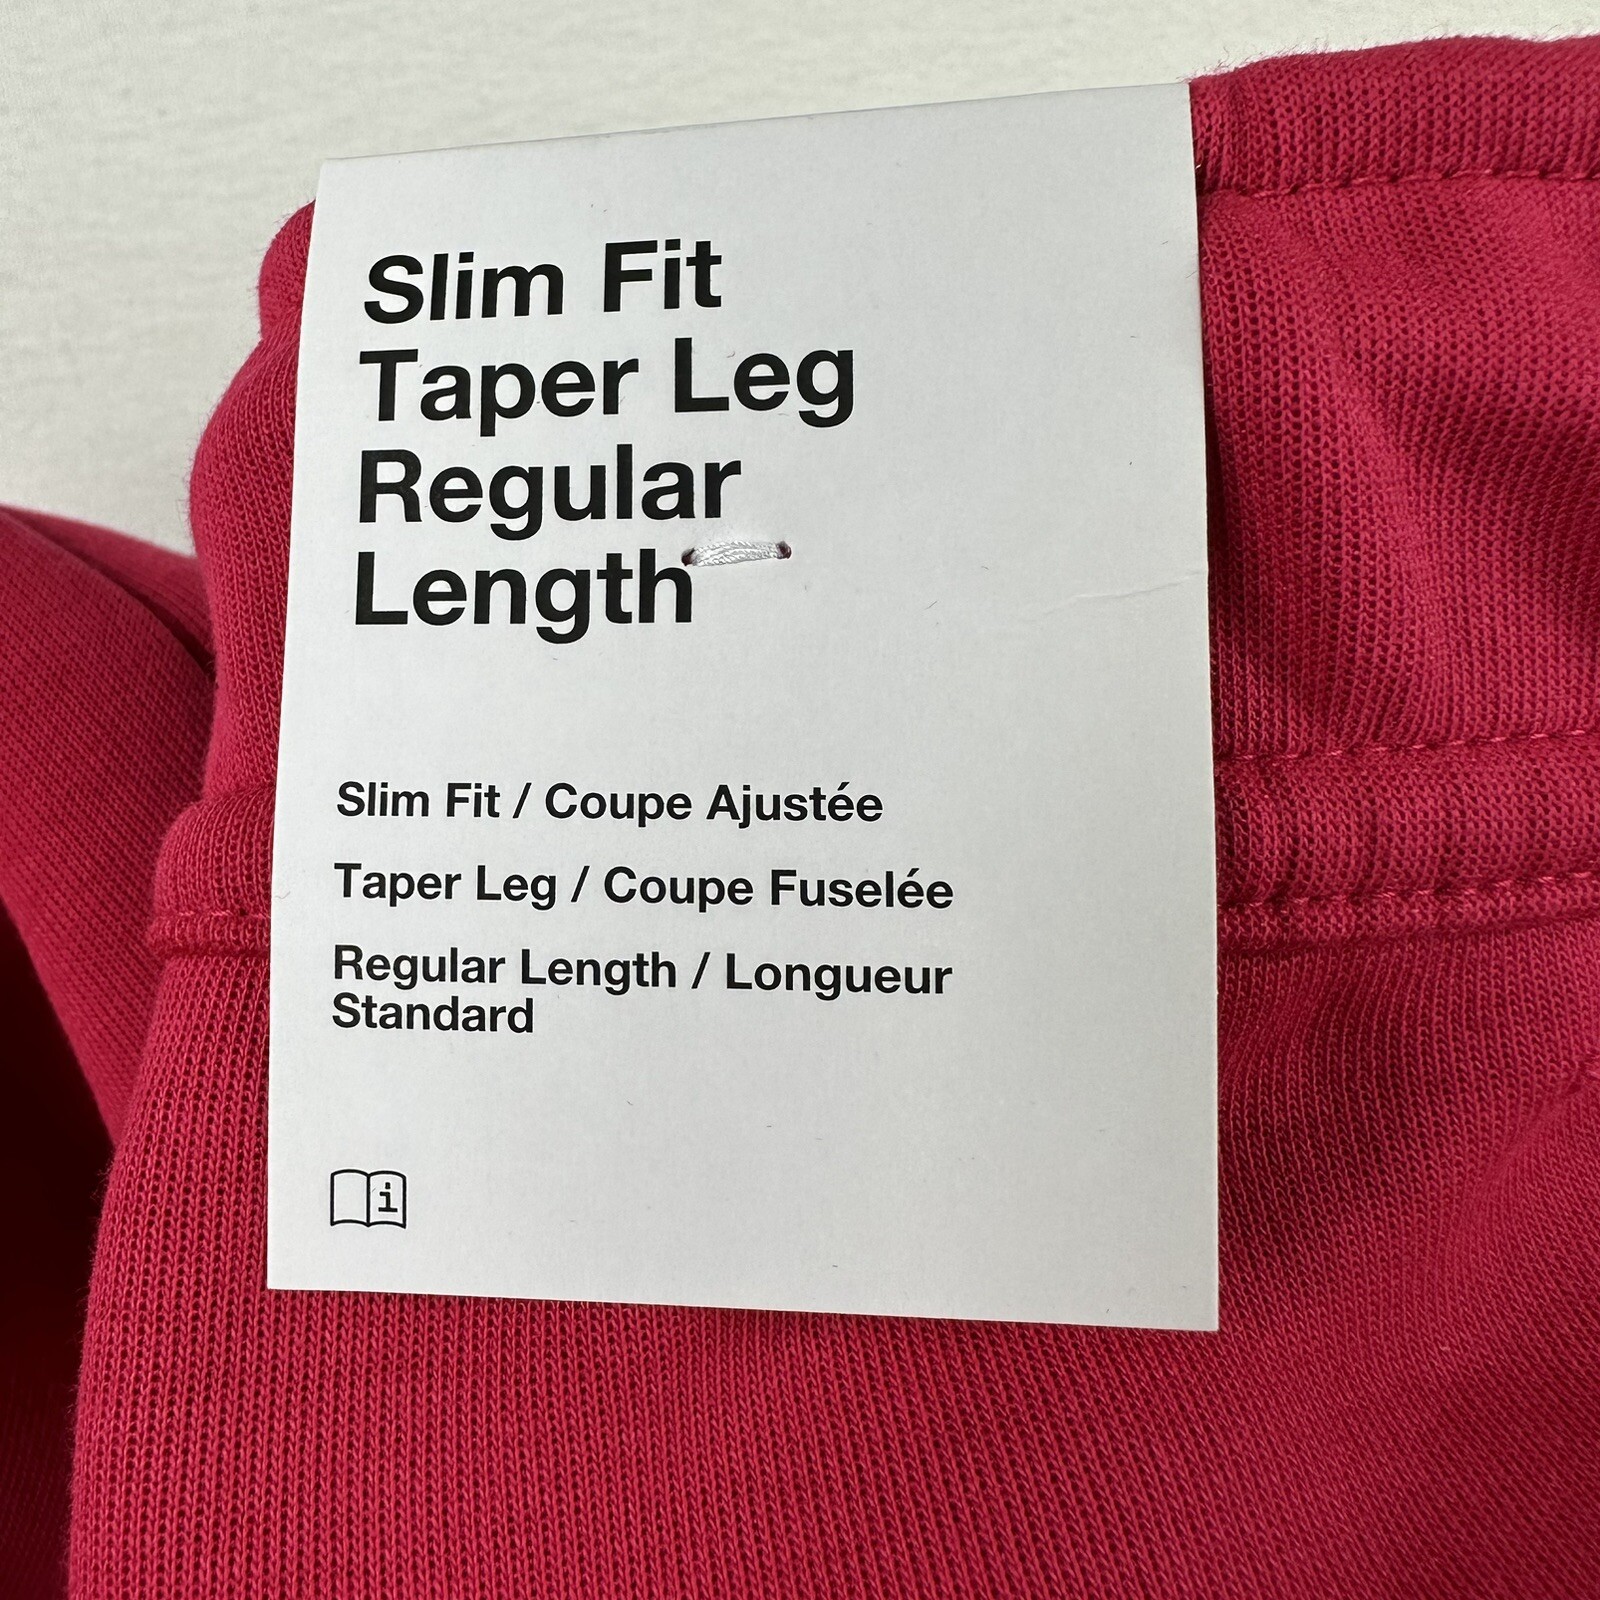 Slim Fit
Taper Leg
Regular
Length
Slim Fit / Coupe Ajustée
Taper Leg / Coupe Fuselée
Regular Length / Longueur
Standard
i